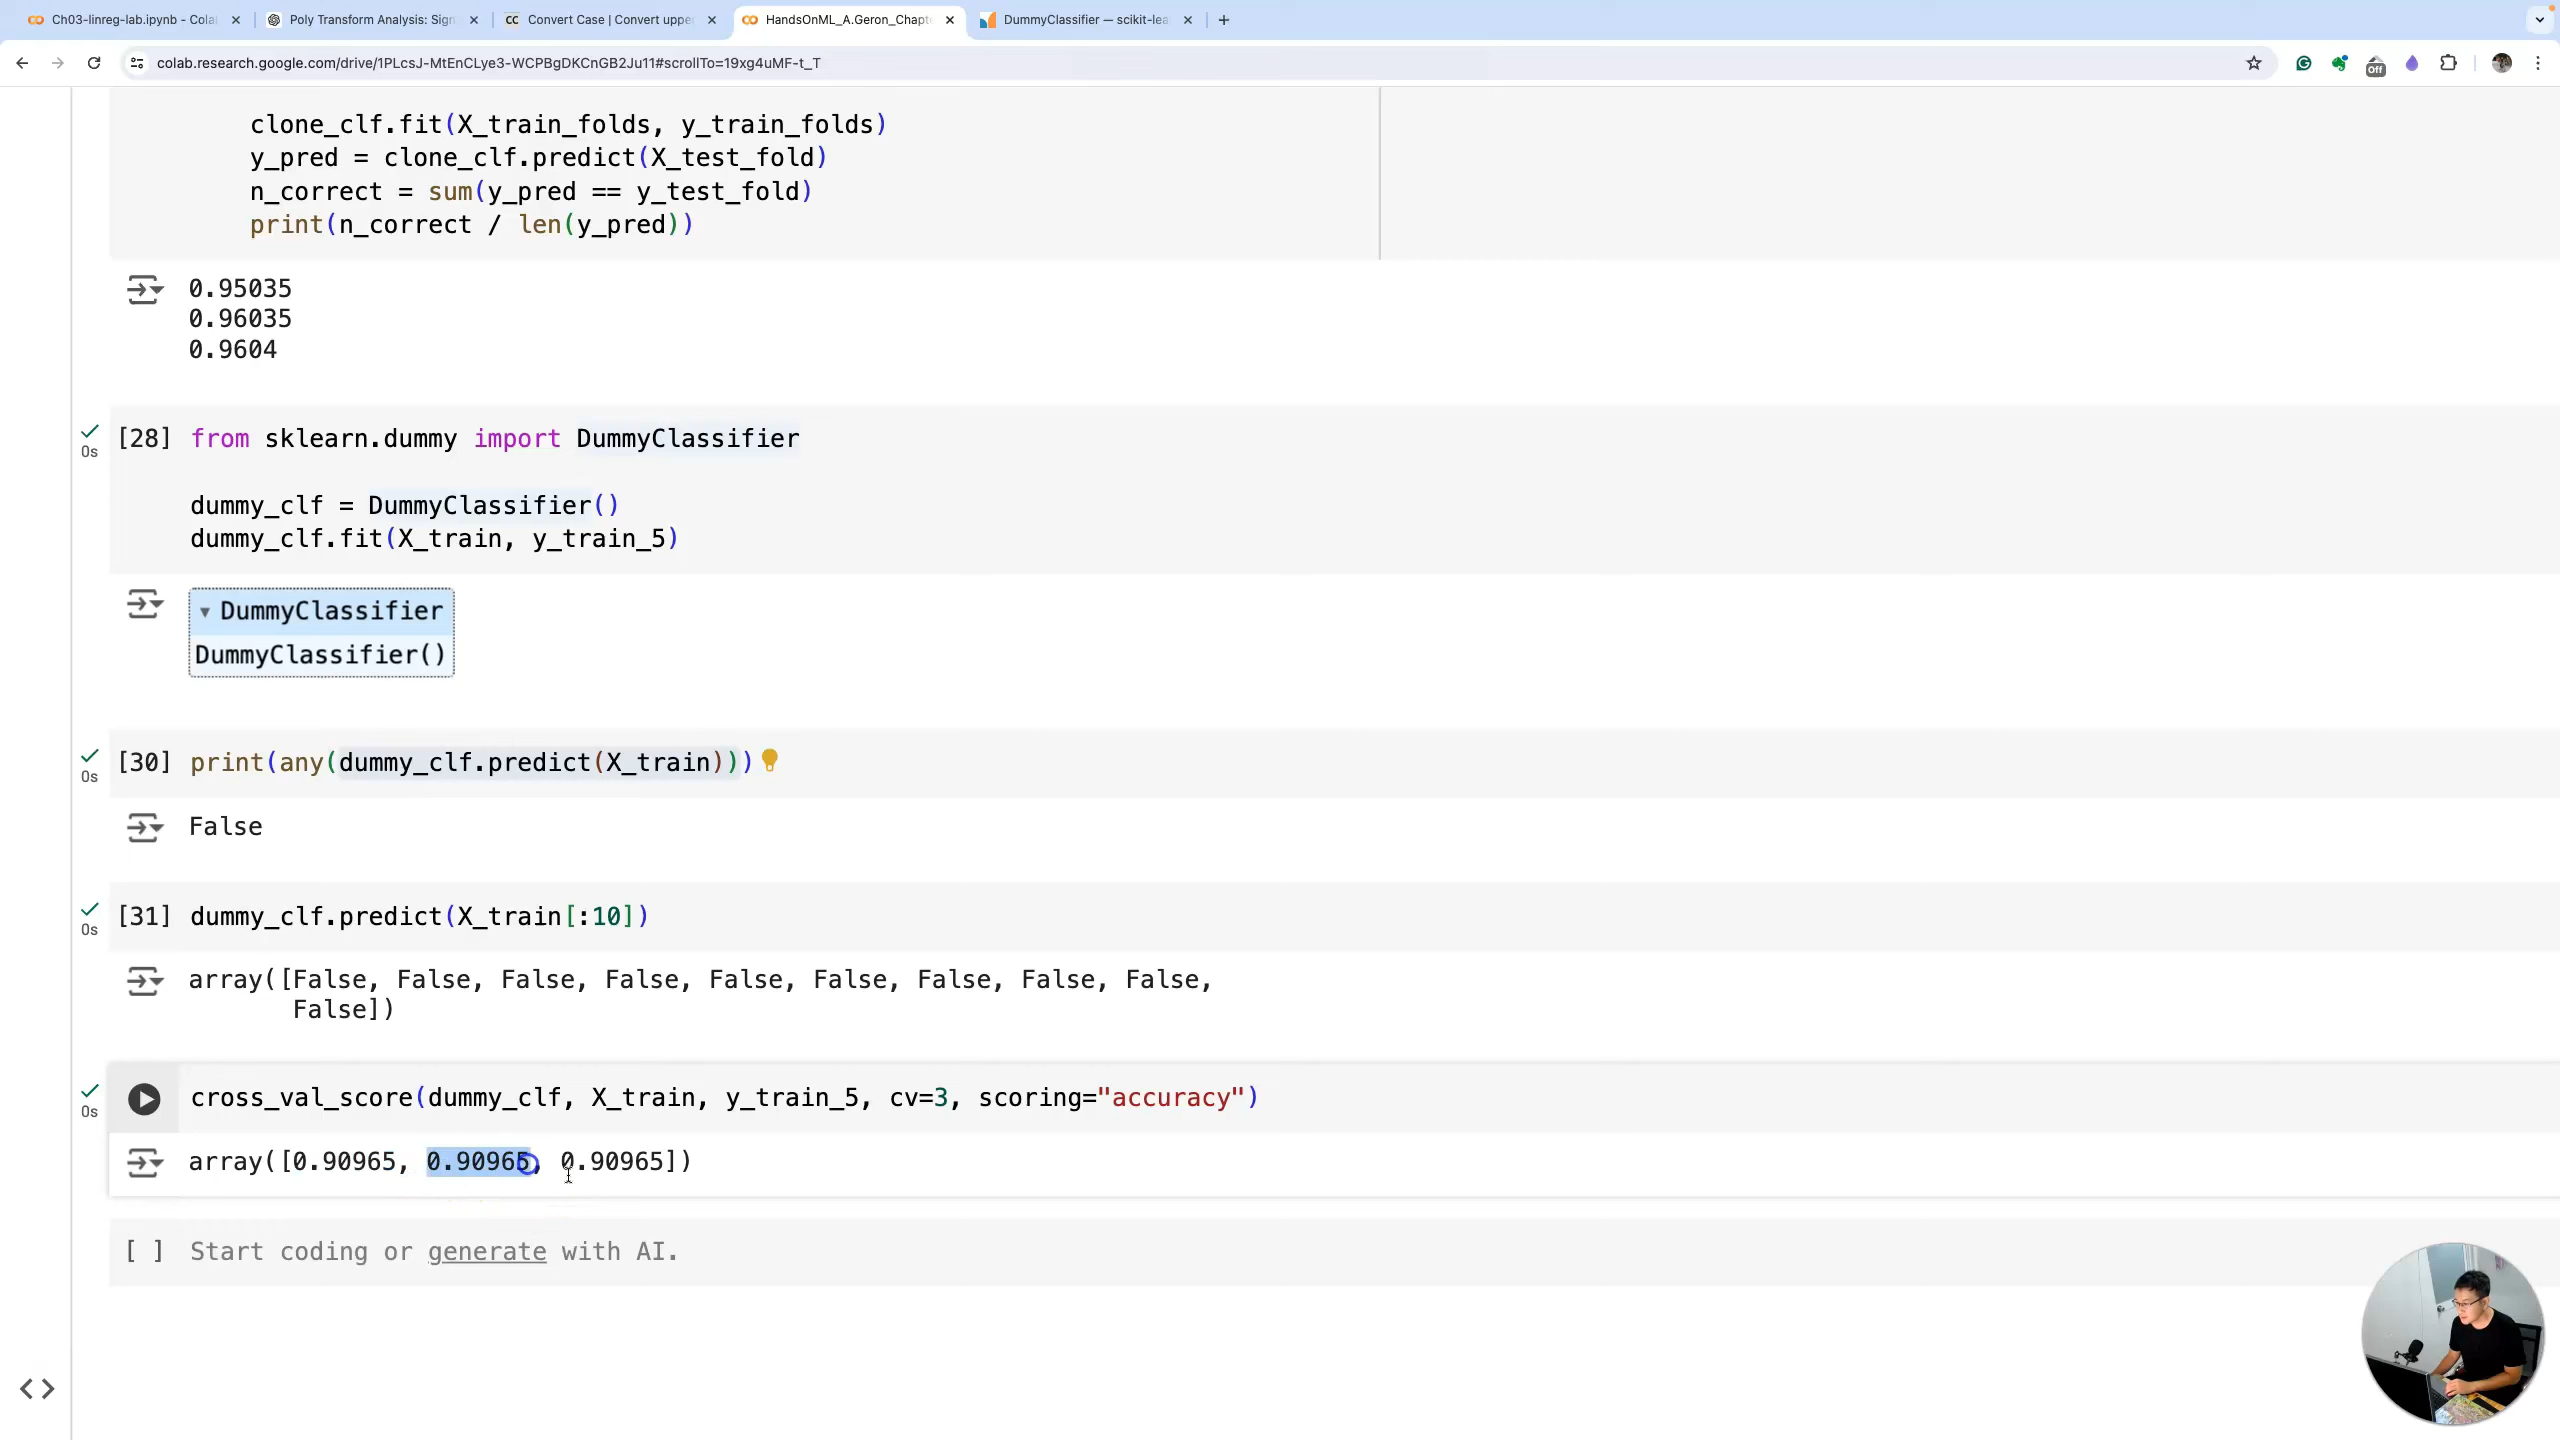 Ch03-linreg-lab.ipynb - Cola
Poly Transform Analysis: Sign
CC Convert Case | Convert uppe
HandsOnML_A.Geron_Chapt
DummyClassifier — scikit-lea
colab.research.google.com/drive/1PLcsJ-MtEnCLye3-WCPBgDKCnGB2Ju11#scrollTo=19xg4uMF-t_T
Off
clone_clf.fit(X_train_folds, y_train_folds)
y_pred = clone_clf.predict(X_test_fold)
n_correct = sum(y_pred == y_test_fold)
print(n_correct / len(y_pred))
0.95035
0.96035
0.9604
0s
[28] from sklearn.dummy import DummyClassifier
dummy_clf = DummyClassifier()
dummy_clf.fit(X_train, y_train_5)
▼ DummyClassifier
DummyClassifier()
0s
[30] print(any(dummy_clf.predict(X_train)))
False
0s
[31] dummy_clf.predict(X_train[:10])
array([False, False, False, False, False, False, False, False, False,
False])
0s
cross_val_score(dummy_clf, X_train, y_train_5, cv=3, scoring="accuracy")
array([0.90965, 0.90965, 0.90965])
[ ] Start coding or generate with AI.